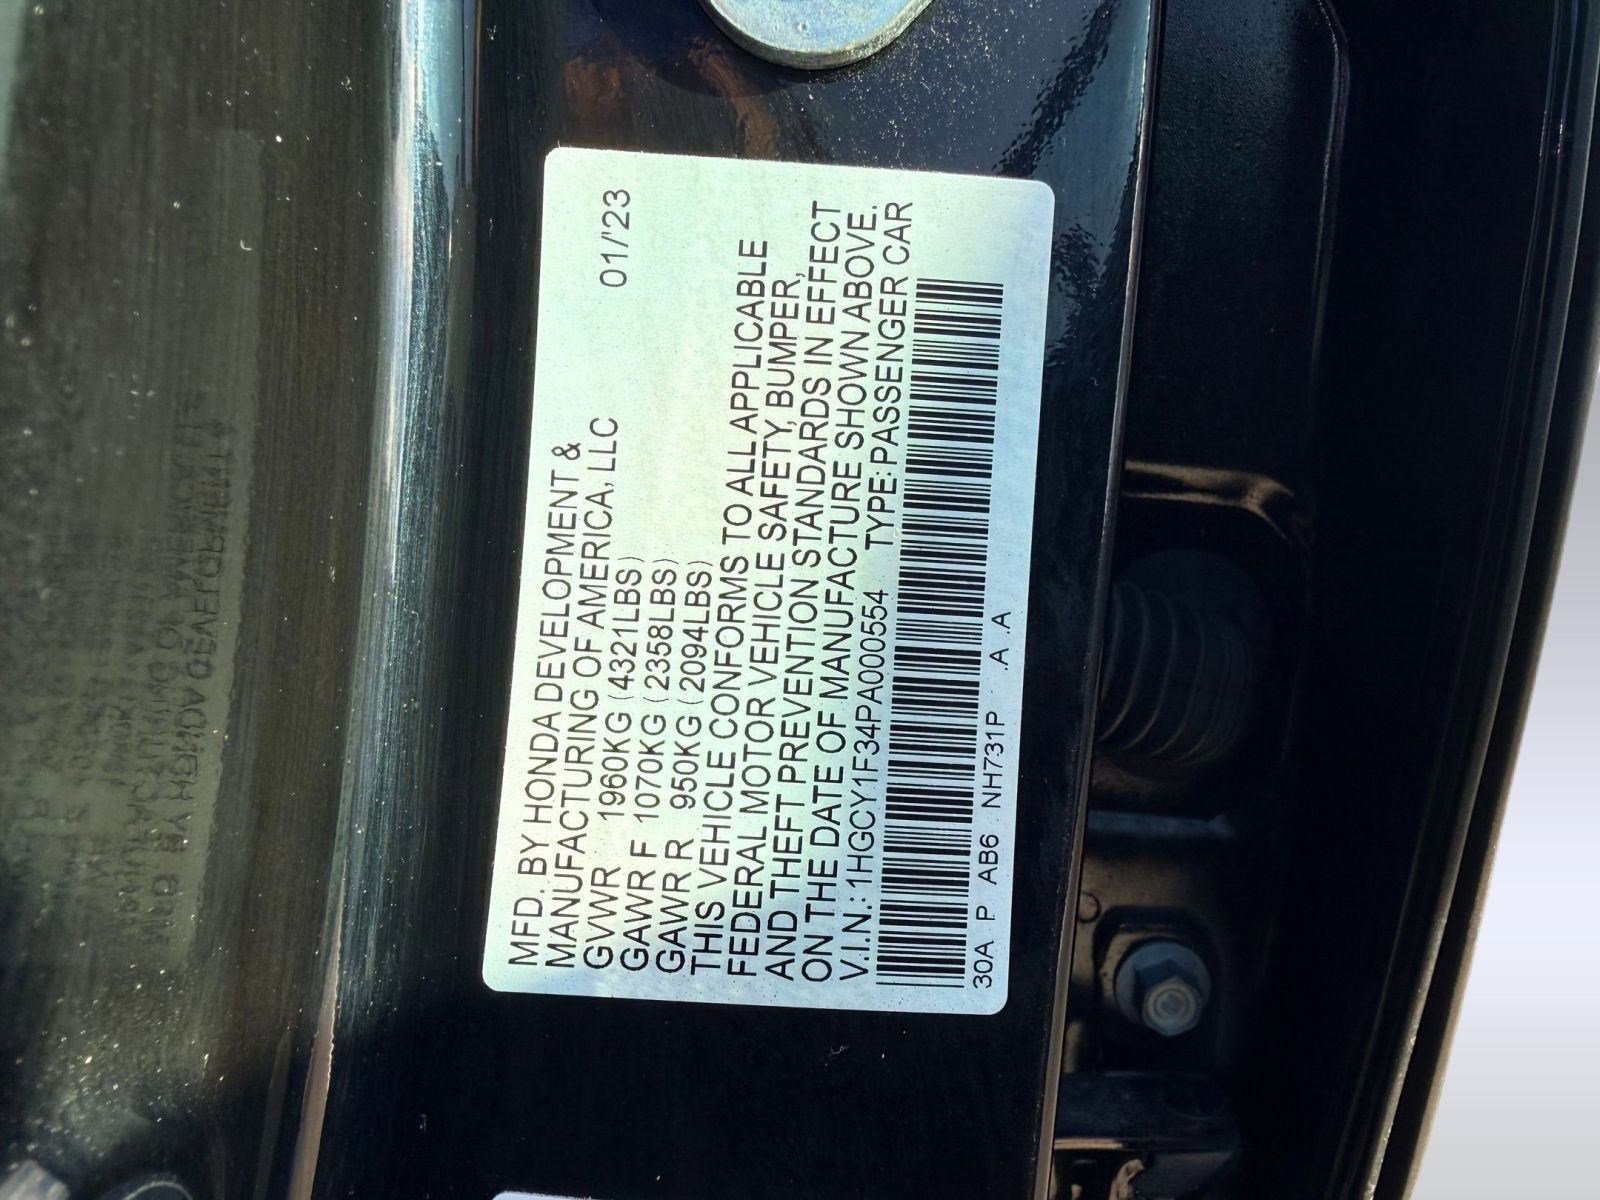 MFD. BY HONDA DEVELOPMENT &
MANUFACTURING OF AMERICA, LLC 01/'23
GVWR 1960KG (4321LBS)
GAWR F 1070KG (2358LBS)
GAWR R 950KG (2094LBS)
THIS VEHICLE CONFORMS TO ALL APPLICABLE
FEDERAL MOTOR VEHICLE SAFETY, BUMPER,
AND THEFT PREVENTION STANDARDS IN EFFECT
ON THE DATE OF MANUFACTURE SHOWN ABOVE.
V.I.N.: 1HGCY1F34PA000554 TYPE: PASSENGER CAR
30A P AB6 NH731P .A .A